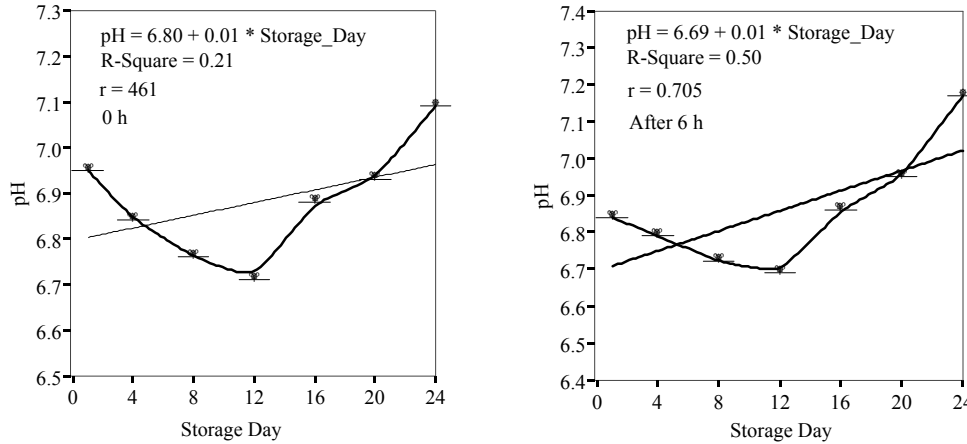 7.3
7.2
7.1
7.0
6.9
6.8
6.7
6.6
6.5
pH
pH = 6.80 + 0.01 * Storage_Day
R-Square = 0.21
r = 461
0 h
0 4 8 12 16 20 24
Storage Day
7.4
7.3
7.2
7.1
7.0
6.9
6.8
6.7
6.6
6.5
6.4
pH
pH = 6.69 + 0.01 * Storage_Day
R-Square = 0.50
r = 0.705
After 6 h
0 4 8 12 16 20 24
Storage Day